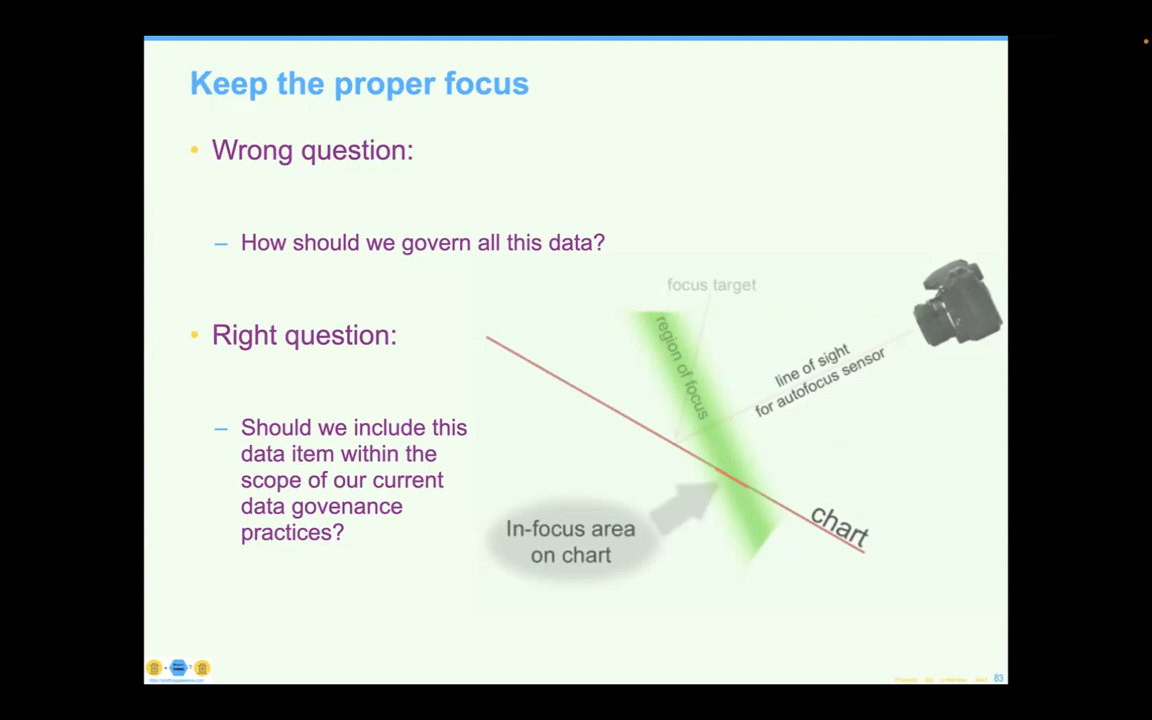 Keep the proper focus
• Wrong question:
– How should we govern all this data?
• Right question:
– Should we include this
data item within the
scope of our current
data govenance
practices?
focus target
region of focus
line of sight
for autofocus sensor
In-focus area
on chart
chart
83